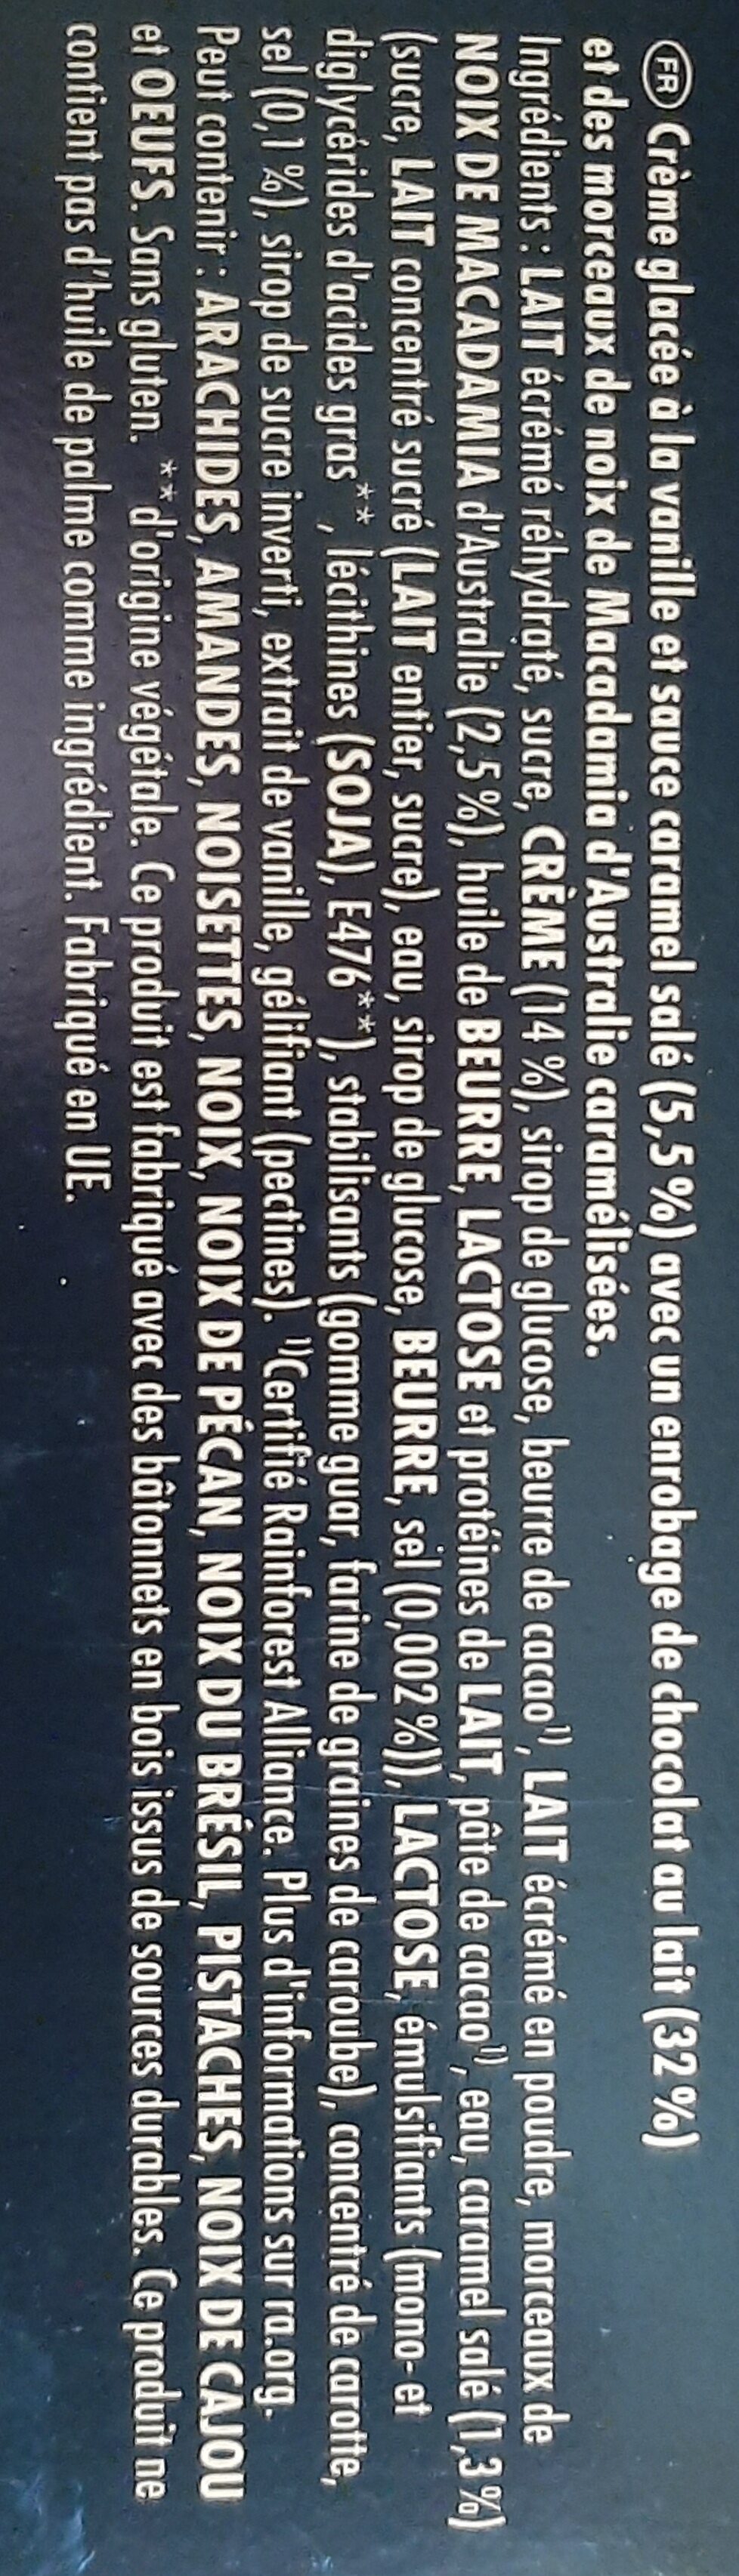 FR Crème glacée à la vanille et sauce caramel salé (5,5 %) avec un enrobage de chocolat au lait (32 %)
et des morceaux de noix de Macadamia d'Australie caramélisées.
Ingrédients : LAIT écrémé réhydraté, sucre, CRÈME (14 %), sirop de glucose, beurre de cacao¹⁾, LAIT écrémé en poudre, morceaux de
NOIX DE MACADAMIA d'Australie (2,5 %), huile de BEURRE, LACTOSE et protéines de LAIT, pâte de cacao¹⁾, eau, caramel salé (1,3 %)
(sucre, LAIT concentré sucré (LAIT entier, sucre), eau, sirop de glucose, BEURRE, sel (0,002 %)), LACTOSE, émulsifiants (mono- et
diglycérides d'acides gras**, lécithines (SOJA), E476**), stabilisants (gomme guar, farine de graines de caroube), concentré de carotte,
sel (0,1 %), sirop de sucre inverti, extrait de vanille, gélifiant (pectines). ¹⁾Certifié Rainforest Alliance. Plus d'informations sur ra.org.
Peut contenir : ARACHIDES, AMANDES, NOISETTES, NOIX, NOIX DE PÉCAN, NOIX DU BRÉSIL, PISTACHES, NOIX DE CAJOU
et OEUFS. Sans gluten. **d'origine végétale. Ce produit est fabriqué avec des bâtonnets en bois issus de sources durables. Ce produit ne
contient pas d'huile de palme comme ingrédient. Fabriqué en UE.